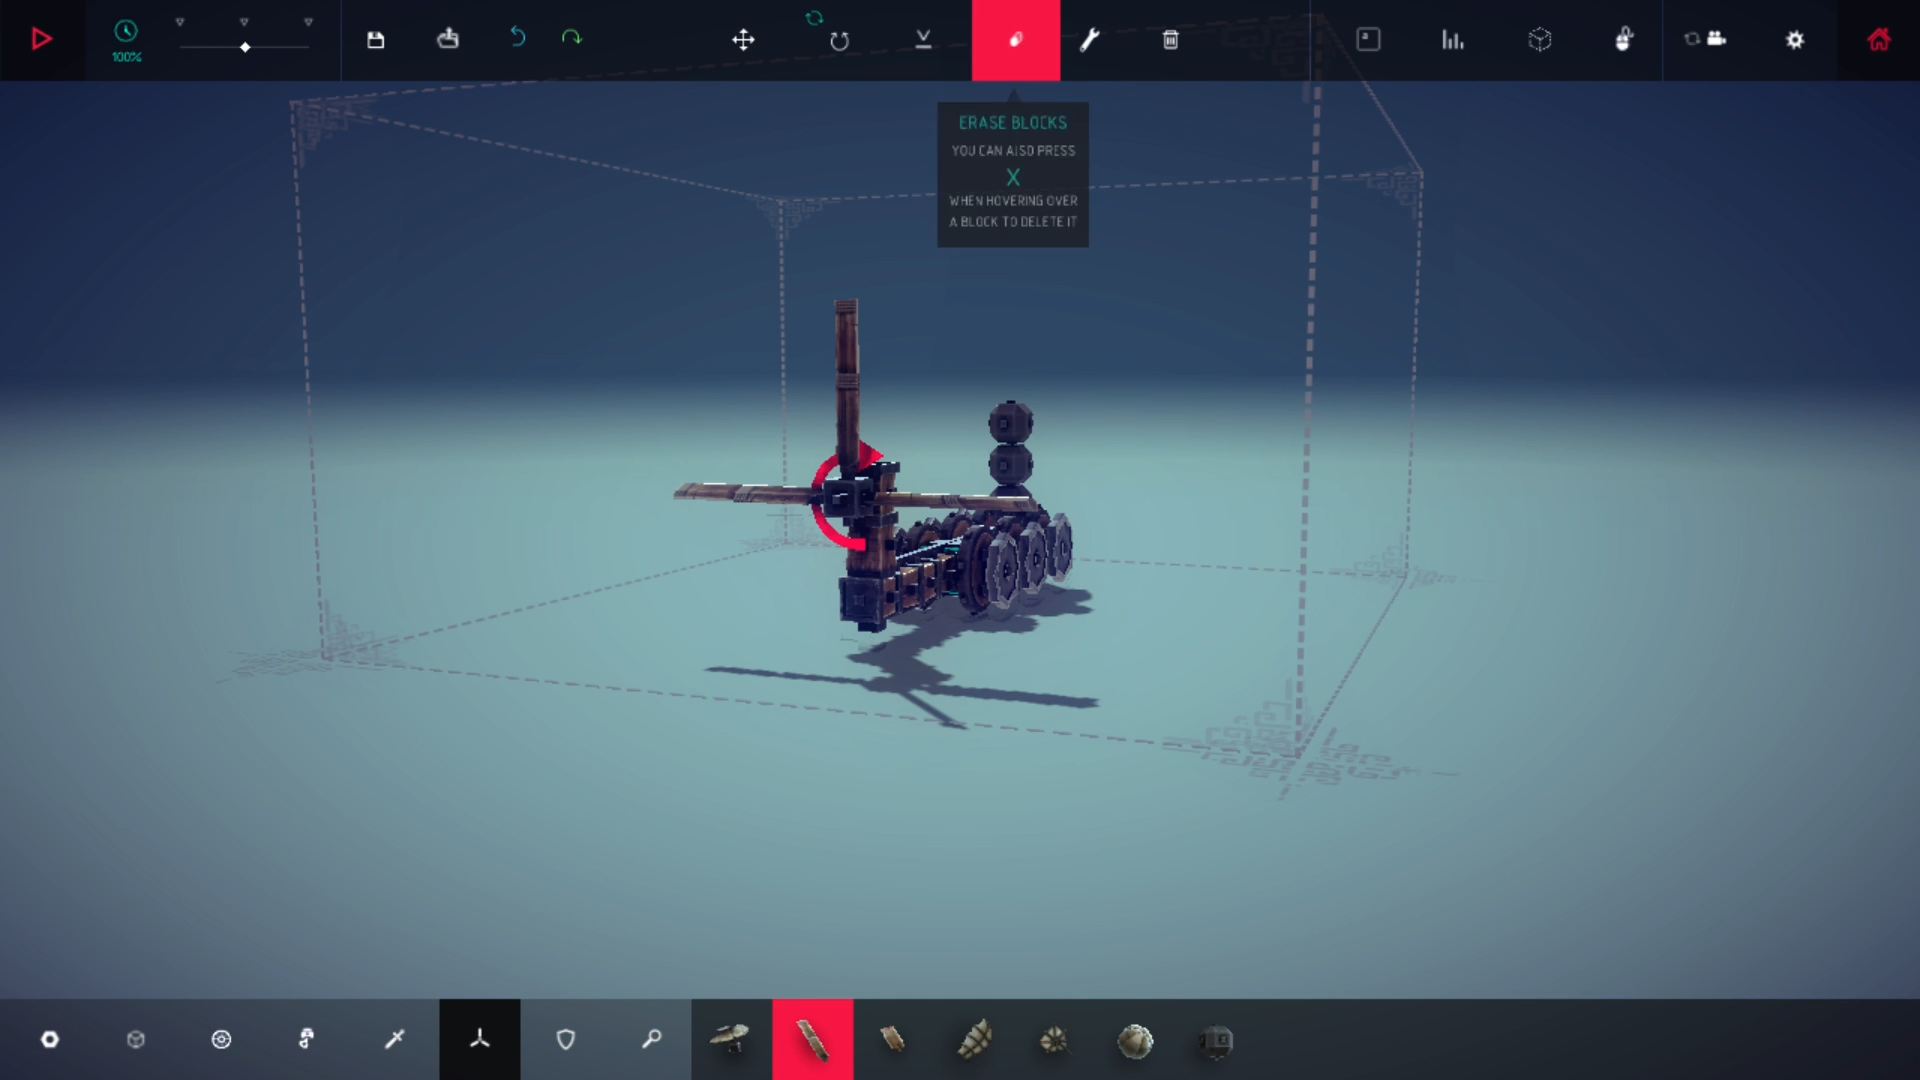 100%
ERASE BLOCKS
YOU CAN ALSO PRESS
X
WHEN HOVERING OVER
A BLOCK TO DELETE IT